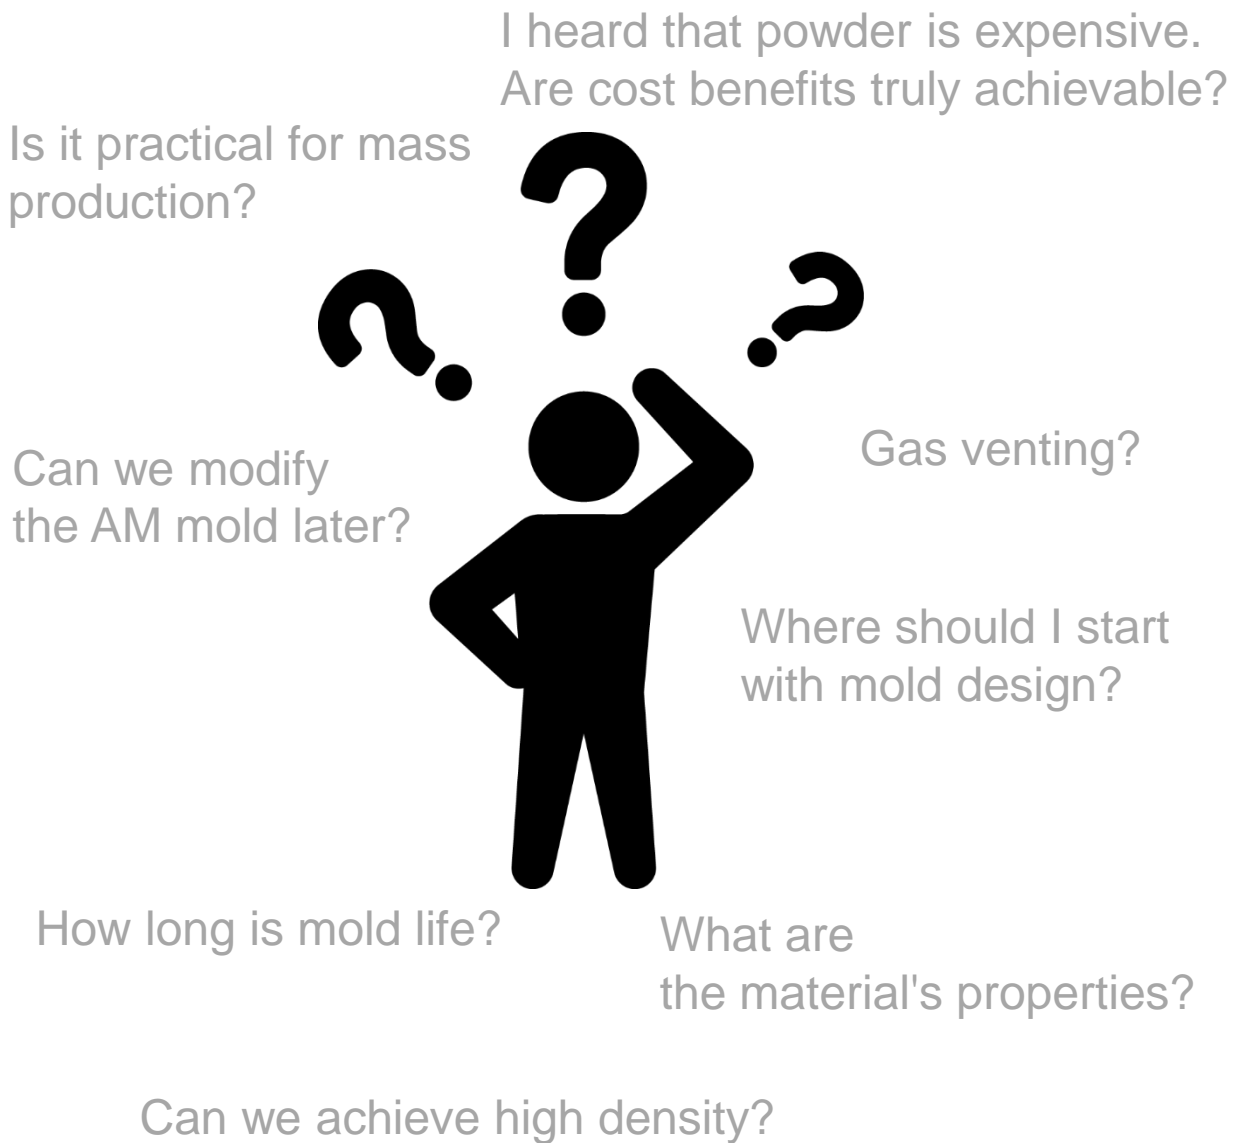 I heard that powder is expensive.
Are cost benefits truly achievable?
Is it practical for mass
production?
Can we modify
the AM mold later?
Gas venting?
Where should I start
with mold design?
How long is mold life?
What are
the material's properties?
Can we achieve high density?